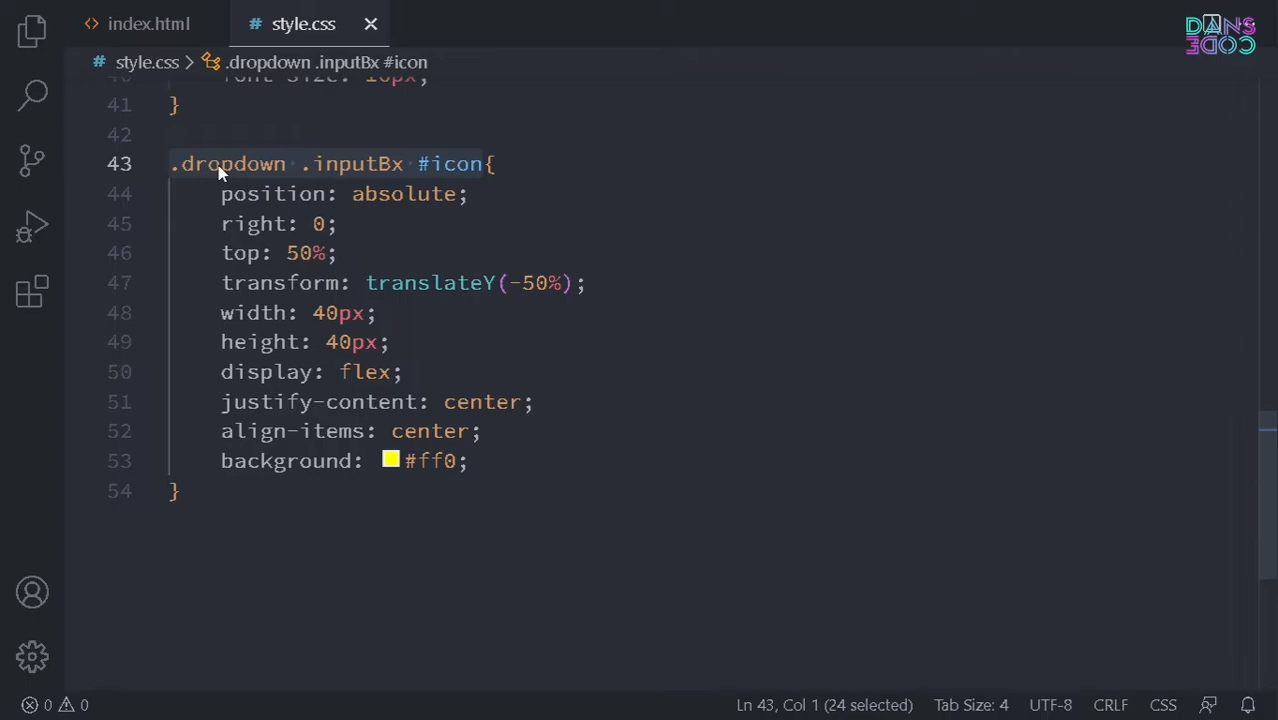 index.html
style.css
DANS
CODE
style.css > .dropdown .inputBx #icon
40 font-size: 16px;
41 }
42
43 .dropdown .inputBx #icon{
44 position: absolute;
45 right: 0;
46 top: 50%;
47 transform: translateY(-50%);
48 width: 40px;
49 height: 40px;
50 display: flex;
51 justify-content: center;
52 align-items: center;
53 background: #ff0;
54 }
0 0
Ln 43, Col 1 (24 selected)
Tab Size: 4
UTF-8
CRLF
CSS